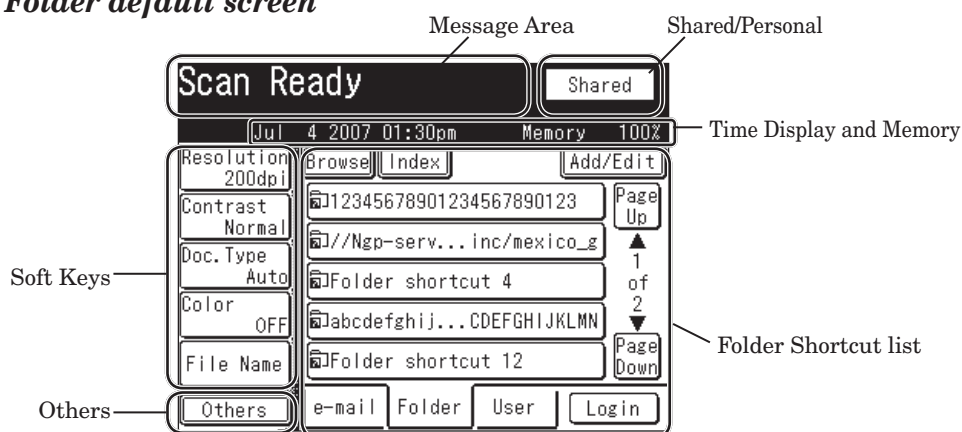 Folder default screen
Message Area
Shared/Personal
Scan Ready
Shared
Jul 4 2007 01:30pm Memory 100%
Time Display and Memory
Resolution
200dpi
Browse
Index
Add/Edit
Contrast
Normal
12345678901234567890123
Page
Up
//Ngp-serv...inc/mexico_g
Doc.Type
Auto
Soft Keys
Folder shortcut 4
1
of
2
Color
OFF
abcdefghij...CDEFGHIJKLMN
File Name
Folder shortcut 12
Page
Down
Folder Shortcut list
Others
Others
e-mail
Folder
User
Login